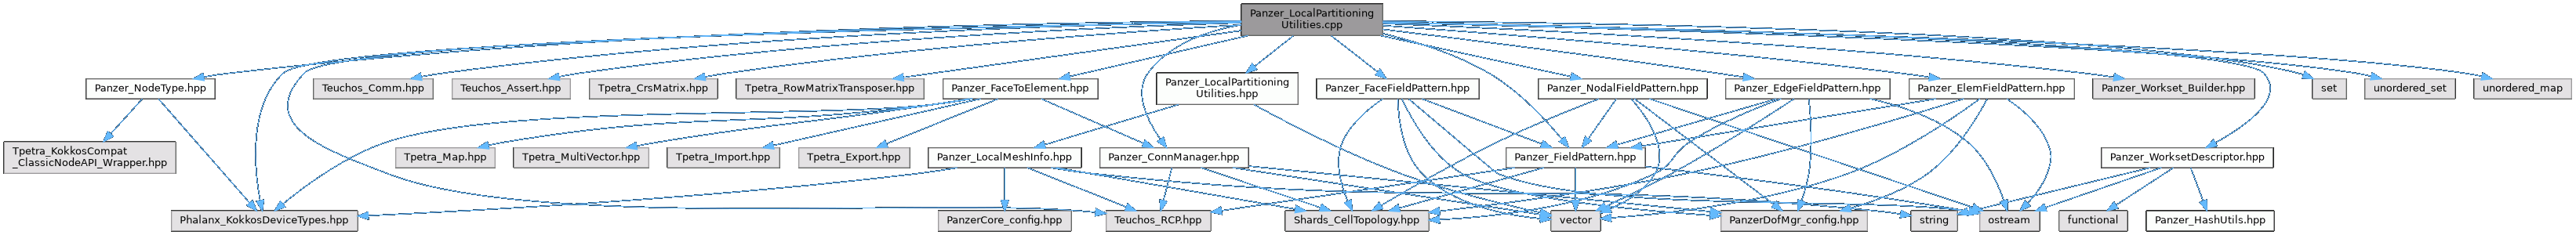 Panzer_LocalPartitioning
Utilities.cpp
Panzer_NodeType.hpp
Teuchos_Comm.hpp
Teuchos_Assert.hpp
Tpetra_CrsMatrix.hpp
Tpetra_RowMatrixTransposer.hpp
Panzer_FaceToElement.hpp
Panzer_LocalPartitioning
Utilities.hpp
Panzer_FaceFieldPattern.hpp
Panzer_NodalFieldPattern.hpp
Panzer_EdgeFieldPattern.hpp
Panzer_ElemFieldPattern.hpp
Panzer_Workset_Builder.hpp
set
unordered_set
unordered_map
Tpetra_KokkosCompat
_ClassicNodeAPI_Wrapper.hpp
Tpetra_Map.hpp
Tpetra_MultiVector.hpp
Tpetra_Import.hpp
Tpetra_Export.hpp
Panzer_LocalMeshInfo.hpp
Panzer_ConnManager.hpp
Panzer_FieldPattern.hpp
Panzer_WorksetDescriptor.hpp
Phalanx_KokkosDeviceTypes.hpp
PanzerCore_config.hpp
Teuchos_RCP.hpp
Shards_CellTopology.hpp
vector
PanzerDofMgr_config.hpp
string
ostream
functional
Panzer_HashUtils.hpp